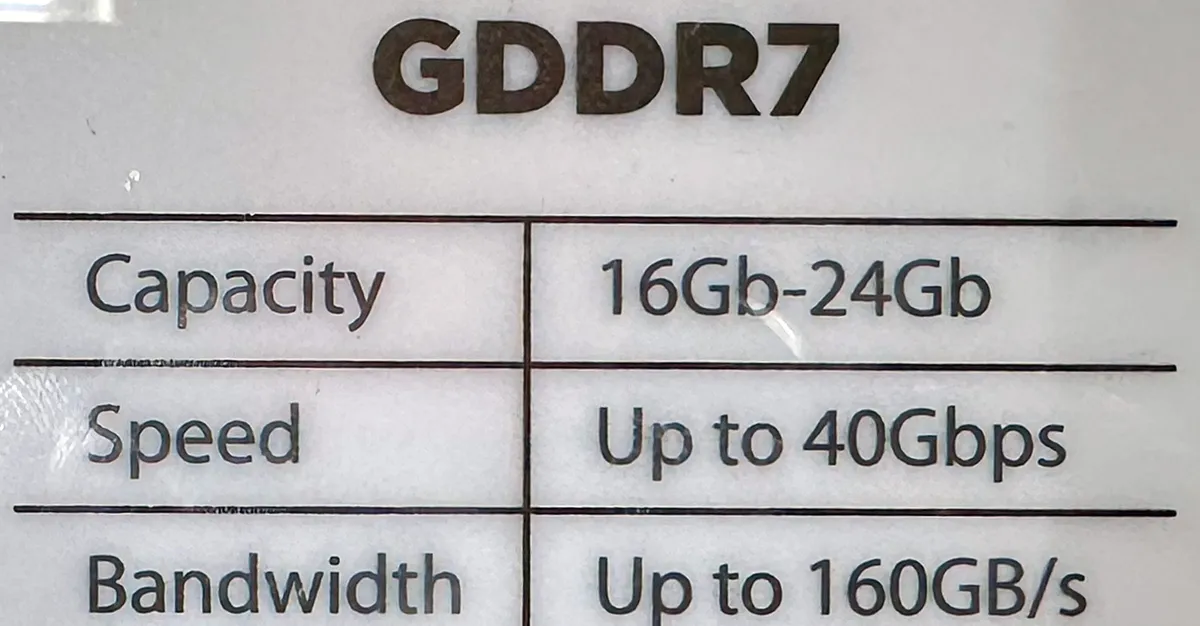 GDDR7
Capacity 16Gb-24Gb
Speed Up to 40Gbps
Bandwidth Up to 160GB/s